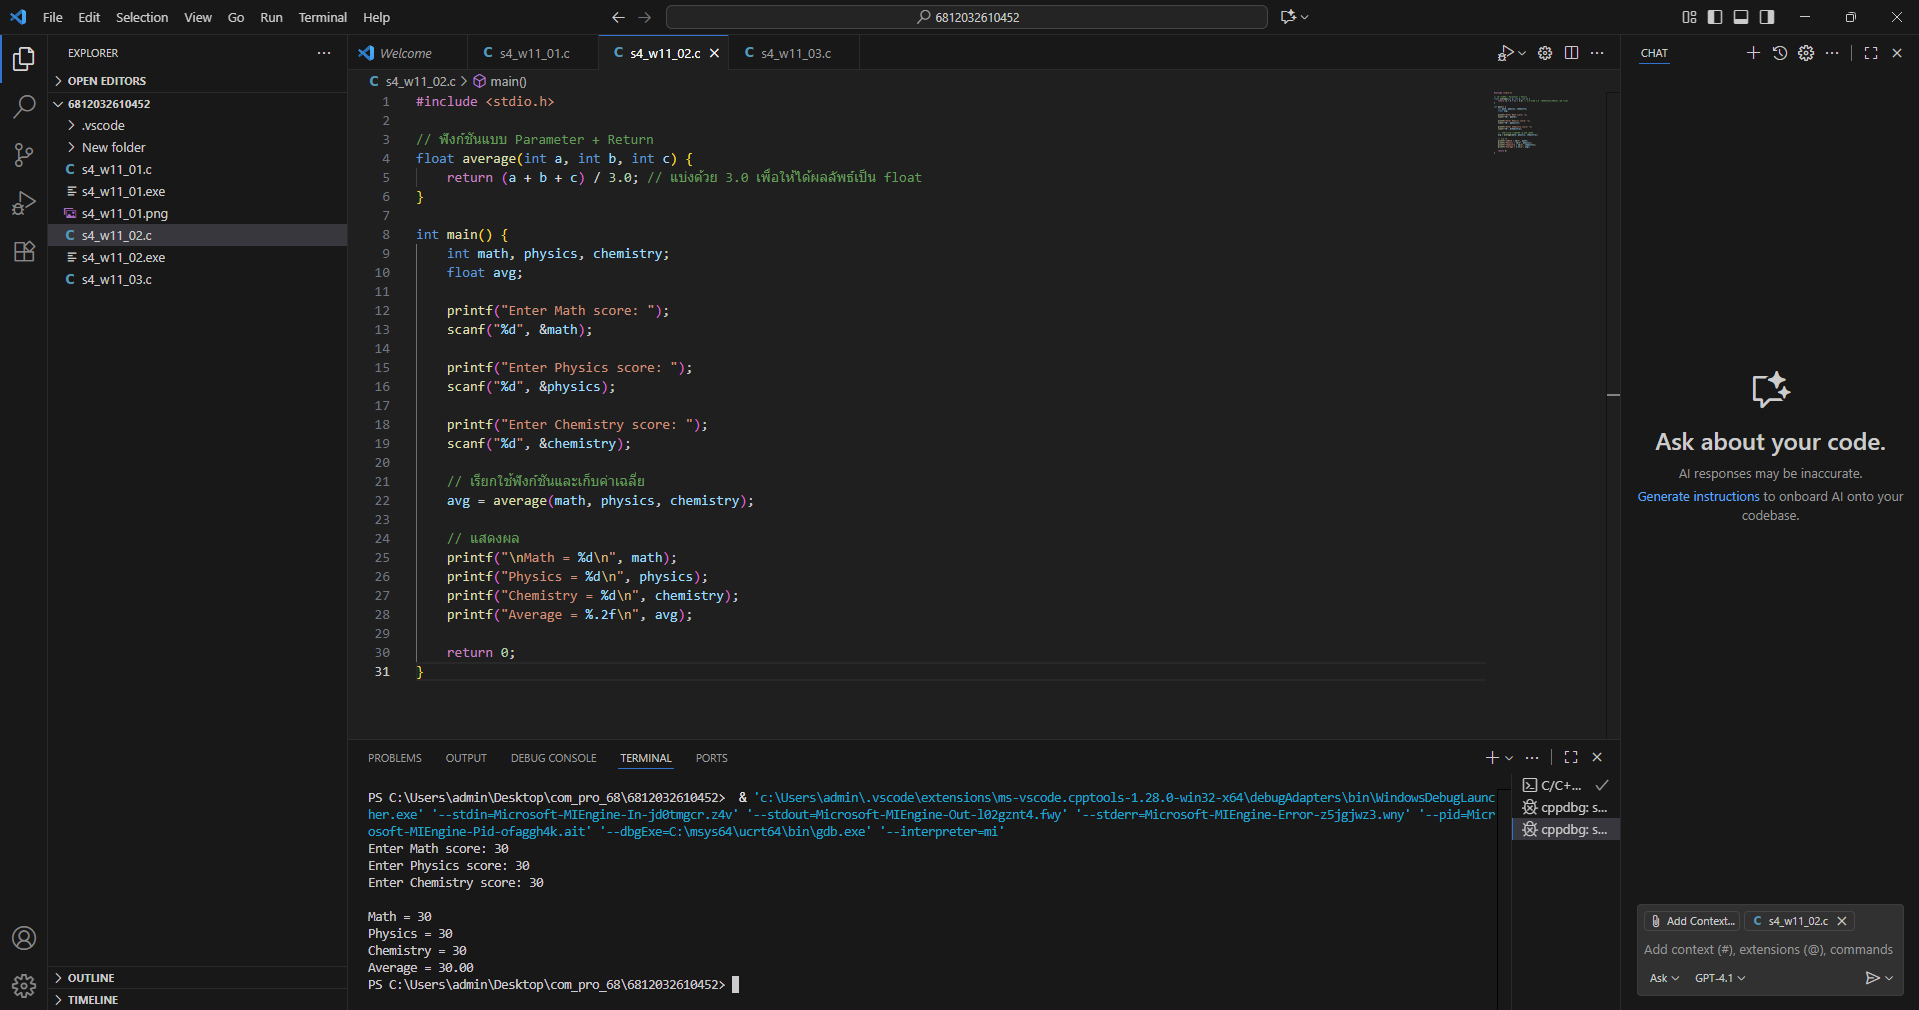 File Edit Selection View Go Run Terminal Help
6812032610452
EXPLORER
OPEN EDITORS
6812032610452
.vscode
New folder
s4_w11_01.c
s4_w11_01.exe
s4_w11_01.png
s4_w11_02.c
s4_w11_02.exe
s4_w11_03.c
OUTLINE
TIMELINE
Welcome
s4_w11_01.c
s4_w11_02.c
s4_w11_03.c
s4_w11_02.c > main()
1 #include <stdio.h>
2
3 // ฟังก์ชันแบบ Parameter + Return
4 float average(int a, int b, int c) {
5 return (a + b + c) / 3.0; // แบ่งด้วย 3.0 เพื่อให้ได้ผลลัพธ์เป็น float
6 }
7
8 int main() {
9 int math, physics, chemistry;
10 float avg;
11
12 printf("Enter Math score: ");
13 scanf("%d", &math);
14
15 printf("Enter Physics score: ");
16 scanf("%d", &physics);
17
18 printf("Enter Chemistry score: ");
19 scanf("%d", &chemistry);
20
21 // เรียกใช้ฟังก์ชันและเก็บค่าเฉลี่ย
22 avg = average(math, physics, chemistry);
23
24 // แสดงผล
25 printf("\nMath = %d\n", math);
26 printf("Physics = %d\n", physics);
27 printf("Chemistry = %d\n", chemistry);
28 printf("Average = %.2f\n", avg);
29
30 return 0;
31 }
PROBLEMS OUTPUT DEBUG CONSOLE TERMINAL PORTS
PS C:\Users\admin\Desktop\com_pro_68\6812032610452> & 'c:\Users\admin\.vscode\extensions\ms-vscode.cpptools-1.28.0-win32-x64\debugAdapters\bin\WindowsDebugLaunc
her.exe' '--stdin=Microsoft-MIEngine-In-jd0tmgcr.z4v' '--stdout=Microsoft-MIEngine-Out-l02gznt4.fwy' '--stderr=Microsoft-MIEngine-Error-z5jgjwz3.wny' '--pid=Micr
osoft-MIEngine-Pid-ofaggh4k.ait' '--dbgExe=C:\msys64\ucrt64\bin\gdb.exe' '--interpreter=mi'
Enter Math score: 30
Enter Physics score: 30
Enter Chemistry score: 30
Math = 30
Physics = 30
Chemistry = 30
Average = 30.00
PS C:\Users\admin\Desktop\com_pro_68\6812032610452>
C/C+...
cppdbg: s...
cppdbg: s...
CHAT
Ask about your code.
AI responses may be inaccurate.
Generate instructions to onboard AI onto your
codebase.
Add Context...
s4_w11_02.c
Add context (#), extensions (@), commands
Ask
GPT-4.1